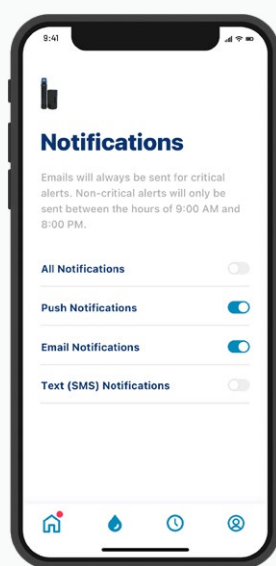 9:41
Notifications
Emails will always be sent for critical
alerts. Non-critical alerts will only be
sent between the hours of 9:00 AM and
8:00 PM.
All Notifications
Push Notifications
Email Notifications
Text (SMS) Notifications